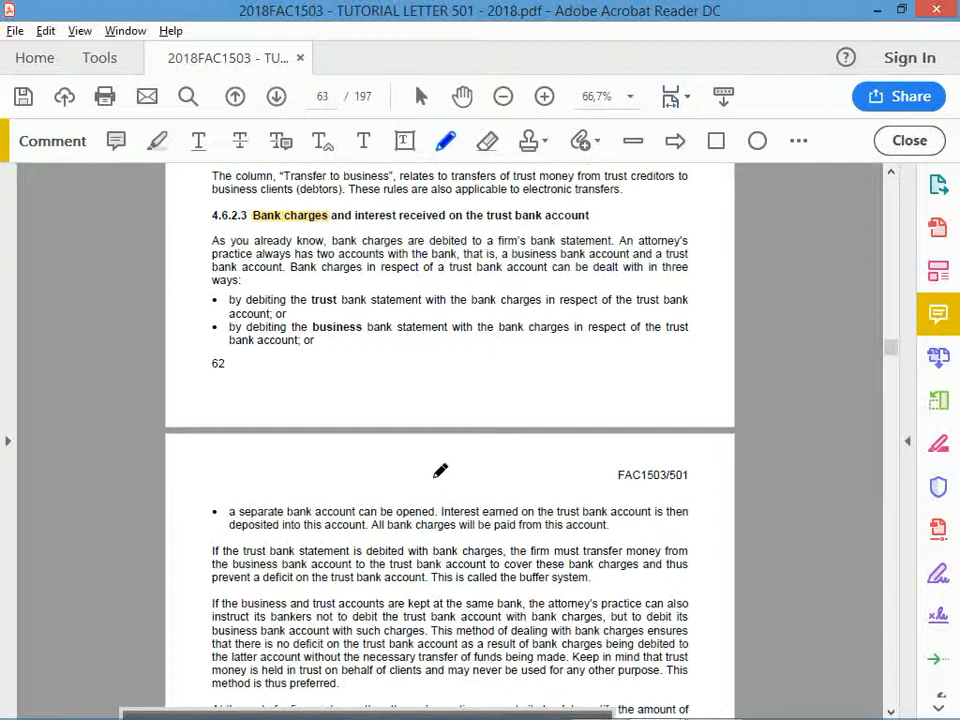 2018FAC1503 - TUTORIAL LETTER 501 - 2018.pdf - Adobe Acrobat Reader DC
File Edit View Window Help
Home Tools 2018FAC1503 - TU... × ? Sign In
63 / 197 66,7% Share
Comment Close
The column, “Transfer to business”, relates to transfers of trust money from trust creditors to
business clients (debtors). These rules are also applicable to electronic transfers.
4.6.2.3 Bank charges and interest received on the trust bank account
As you already know, bank charges are debited to a firm’s bank statement. An attorney’s
practice always has two accounts with the bank, that is, a business bank account and a trust
bank account. Bank charges in respect of a trust bank account can be dealt with in three
ways:
• by debiting the trust bank statement with the bank charges in respect of the trust bank
account; or
• by debiting the business bank statement with the bank charges in respect of the trust
bank account; or
62
FAC1503/501
• a separate bank account can be opened. Interest earned on the trust bank account is then
deposited into this account. All bank charges will be paid from this account.
If the trust bank statement is debited with bank charges, the firm must transfer money from
the business bank account to the trust bank account to cover these bank charges and thus
prevent a deficit on the trust bank account. This is called the buffer system.
If the business and trust accounts are kept at the same bank, the attorney’s practice can also
instruct its bankers not to debit the trust bank account with bank charges, but to debit its
business bank account with such charges. This method of dealing with bank charges ensures
that there is no deficit on the trust bank account as a result of bank charges being debited to
the latter account without the necessary transfer of funds being made. Keep in mind that trust
money is held in trust on behalf of clients and may never be used for any other purpose. This
method is thus preferred.
the amount of